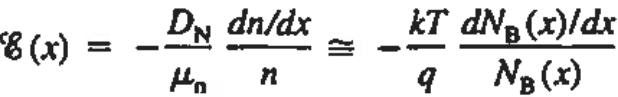 ℰ(x) = − D_N/μ_n (dn/dx)/n ≅ − kT/q (dN_B(x)/dx)/N_B(x)